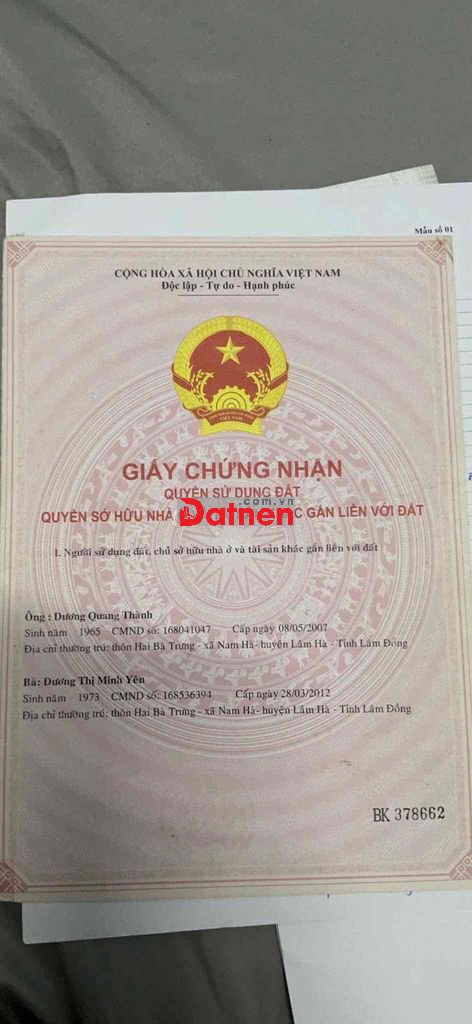 Mẫu số 01
CỘNG HÒA XÃ HỘI CHỦ NGHĨA VIỆT NAM
Độc lập - Tự do - Hạnh phúc
VIỆT NAM
GIẤY CHỨNG NHẬN
QUYỀN SỬ DỤNG ĐẤT
QUYỀN SỞ HỮU NHÀ GẮN LIỀN VỚI ĐẤT
Datnen .com.vn
1. Người sử dụng đất, chủ sở hữu nhà ở và tài sản khác gắn liền với đất
Ông : Dương Quang Thành
Sinh năm 1965 CMND số: 168041047 Cấp ngày 08/05/2007
Địa chỉ thường trú: thôn Hai Bà Trưng - xã Nam Hà- huyện Lâm Hà - Tỉnh Lâm Đồng
Bà: Dương Thị Minh Yên
Sinh năm 1973 CMND số: 168536394 Cấp ngày 28/03/2012
Địa chỉ thường trú: thôn Hai Bà Trưng - xã Nam Hà- huyện Lâm Hà - Tỉnh Lâm Đồng
BK 378662